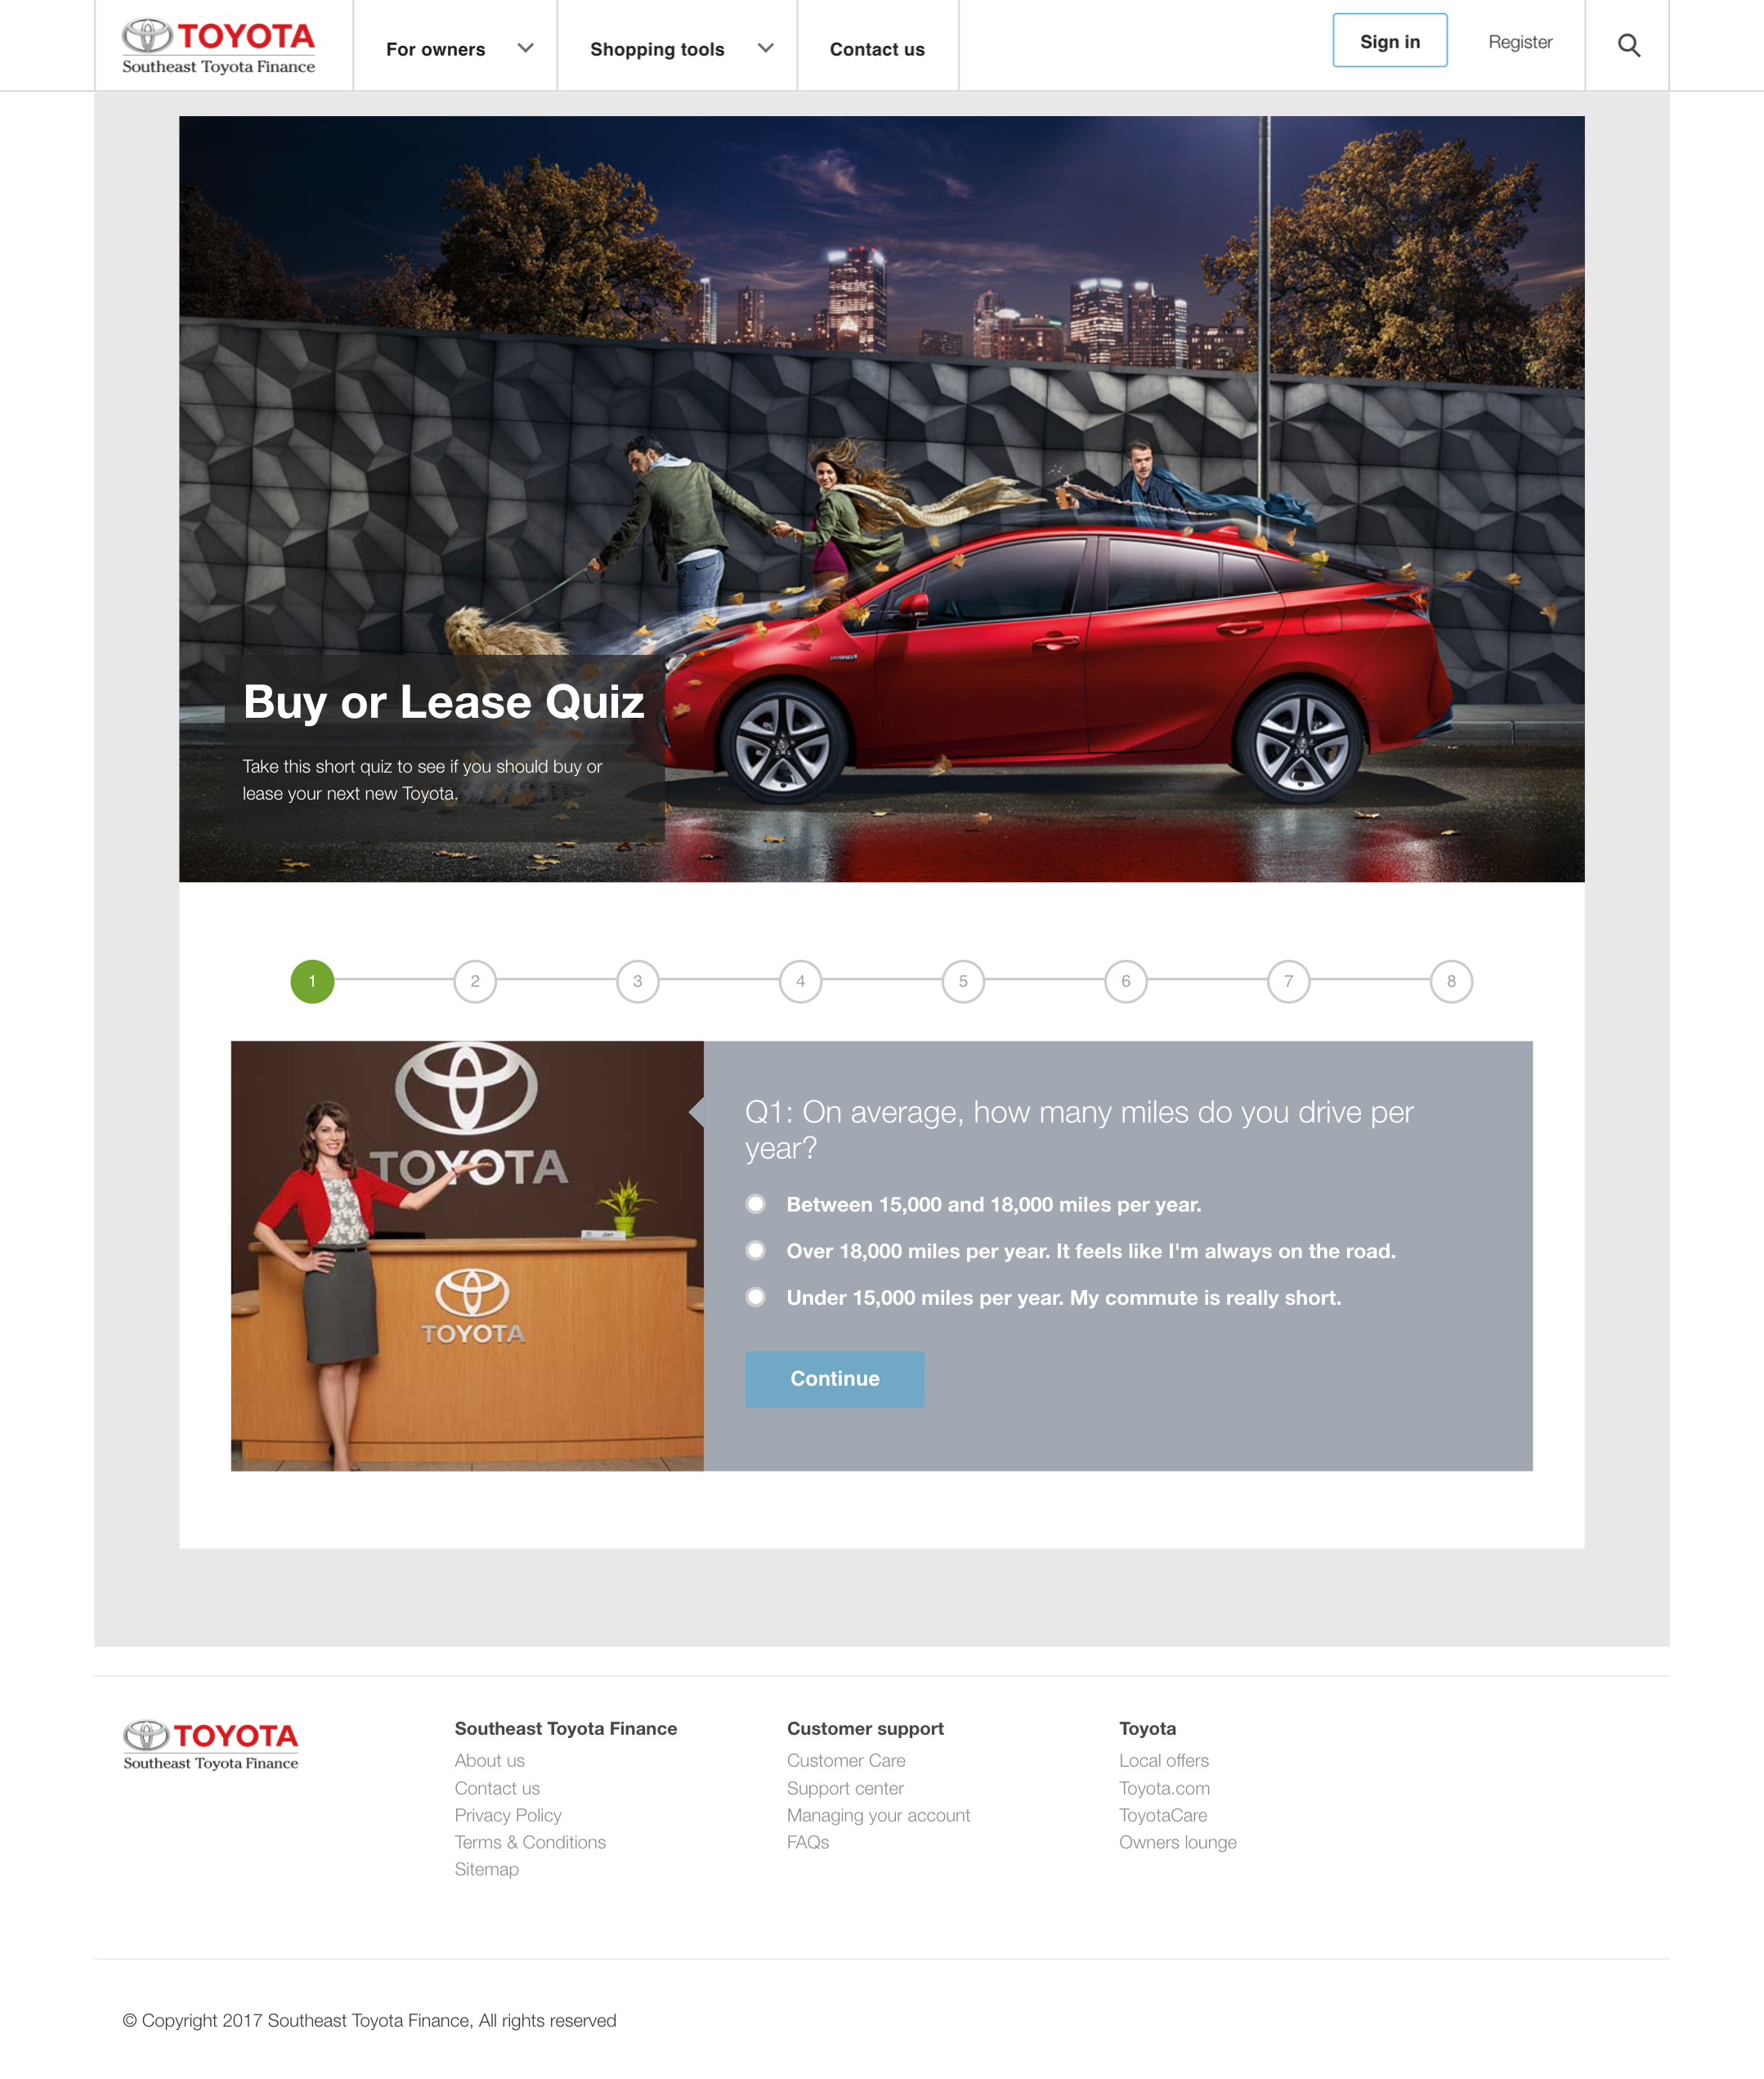 TOYOTA
Southeast Toyota Finance
For owners
Shopping tools
Contact us
Sign in
Register
HYBRID
Buy or Lease Quiz
Take this short quiz to see if you should buy or
lease your next new Toyota.
1 2 3 4 5 6 7 8
TOYOTA
Jan
TOYOTA
Q1: On average, how many miles do you drive per
year?
Between 15,000 and 18,000 miles per year.
Over 18,000 miles per year. It feels like I'm always on the road.
Under 15,000 miles per year. My commute is really short.
Continue
TOYOTA
Southeast Toyota Finance
Southeast Toyota Finance
About us
Contact us
Privacy Policy
Terms & Conditions
Sitemap
Customer support
Customer Care
Support center
Managing your account
FAQs
Toyota
Local offers
Toyota.com
ToyotaCare
Owners lounge
© Copyright 2017 Southeast Toyota Finance, All rights reserved